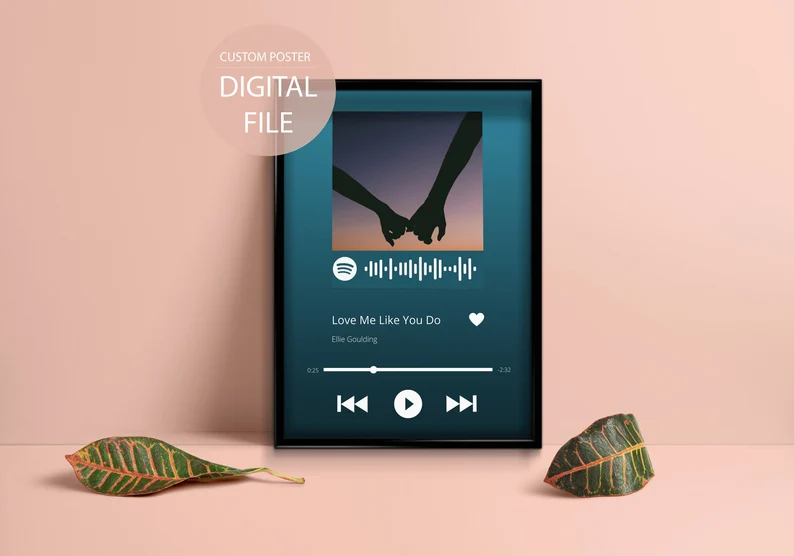 CUSTOM POSTER
DIGITAL
FILE
Love Me Like You Do
Ellie Goulding
0:25
-2:32